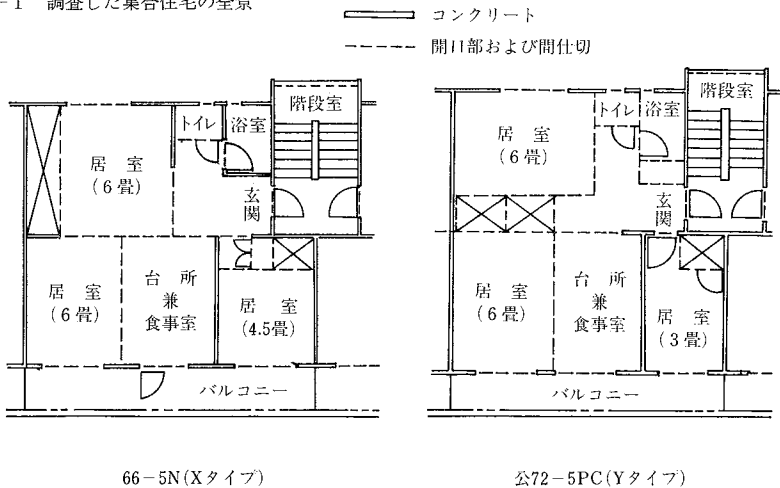 -1 調査した集合住宅の全景
コンクリート
開口部および間仕切
階段室
トイレ
浴室
居室
(6畳)
玄関
居室
(6畳)
台所
兼
食事室
居室
(4.5畳)
バルコニー
66-5N(Xタイプ)
階段室
トイレ
浴室
居室
(6畳)
玄関
居室
(6畳)
台所
兼
食事室
居室
(3畳)
バルコニー
公72-5PC(Yタイプ)